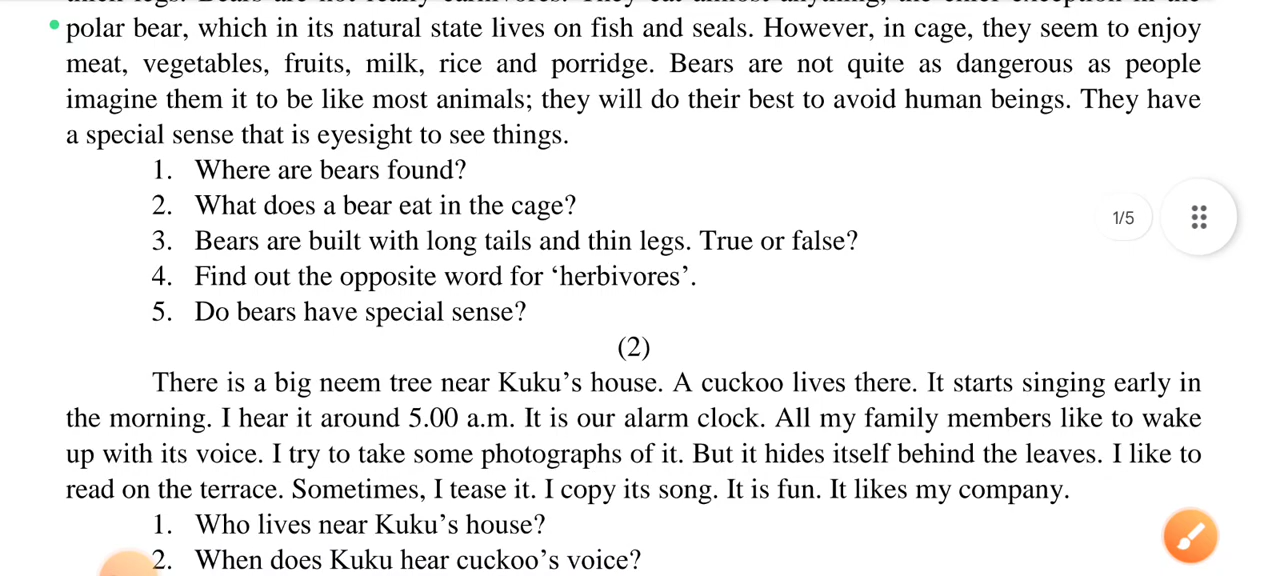 polar bear, which in its natural state lives on fish and seals. However, in cage, they seem to enjoy
meat, vegetables, fruits, milk, rice and porridge. Bears are not quite as dangerous as people
imagine them it to be like most animals; they will do their best to avoid human beings. They have
a special sense that is eyesight to see things.
1. Where are bears found?
2. What does a bear eat in the cage?
1/5
3. Bears are built with long tails and thin legs. True or false?
4. Find out the opposite word for ‘herbivores’.
5. Do bears have special sense?
(2)
There is a big neem tree near Kuku’s house. A cuckoo lives there. It starts singing early in
the morning. I hear it around 5.00 a.m. It is our alarm clock. All my family members like to wake
up with its voice. I try to take some photographs of it. But it hides itself behind the leaves. I like to
read on the terrace. Sometimes, I tease it. I copy its song. It is fun. It likes my company.
1. Who lives near Kuku’s house?
2. When does Kuku hear cuckoo’s voice?